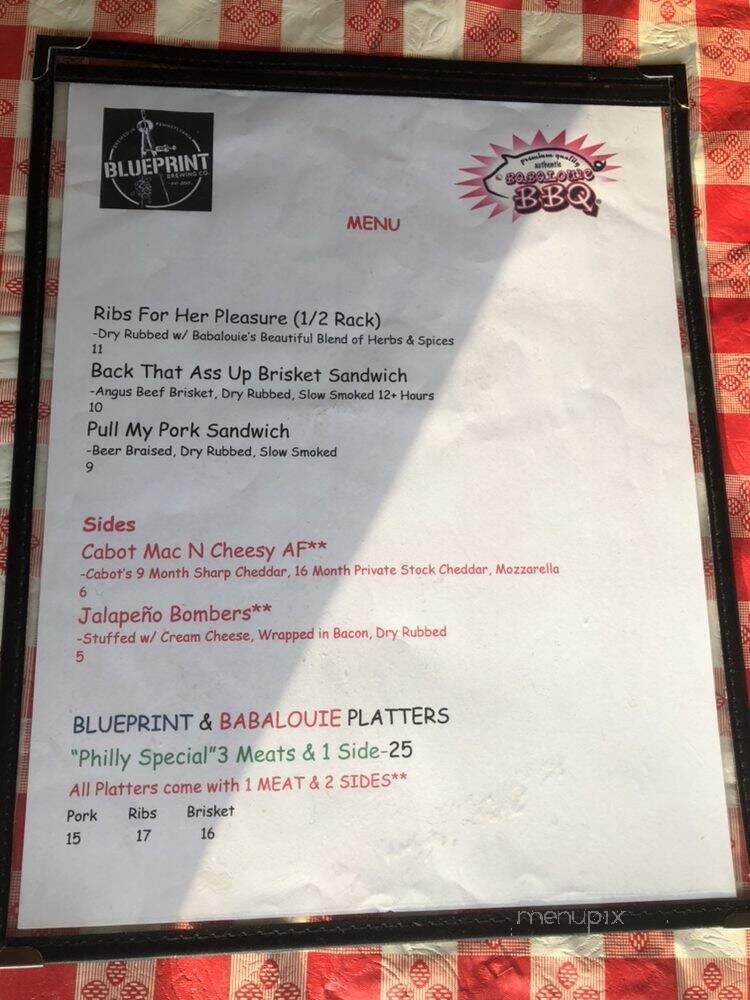 BREWED IN PENNSYLVANIA
BLUEPRINT
BREWING CO.
premium quality
authentic
BABALOUIE
BBQ
MENU
Ribs For Her Pleasure (1/2 Rack)
-Dry Rubbed w/ Babalouie's Beautiful Blend of Herbs & Spices
11
Back That Ass Up Brisket Sandwich
-Angus Beef Brisket, Dry Rubbed, Slow Smoked 12+ Hours
10
Pull My Pork Sandwich
-Beer Braised, Dry Rubbed, Slow Smoked
9
Sides
Cabot Mac N Cheesy AF**
-Cabot's 9 Month Sharp Cheddar, 16 Month Private Stock Cheddar, Mozzarella
6
Jalapeño Bombers**
-Stuffed w/ Cream Cheese, Wrapped in Bacon, Dry Rubbed
5
BLUEPRINT & BABALOUIE PLATTERS
"Philly Special"3 Meats & 1 Side-25
All Platters come with 1 MEAT & 2 SIDES**
Pork Ribs Brisket
15 17 16
menupix